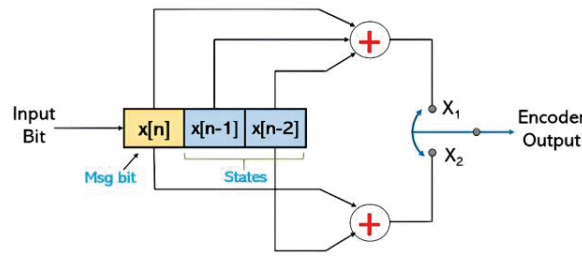 +
X₁
Input
Bit
x[n] x[n-1] x[n-2]
Encoder
Output
Msg bit
States
X₂
+